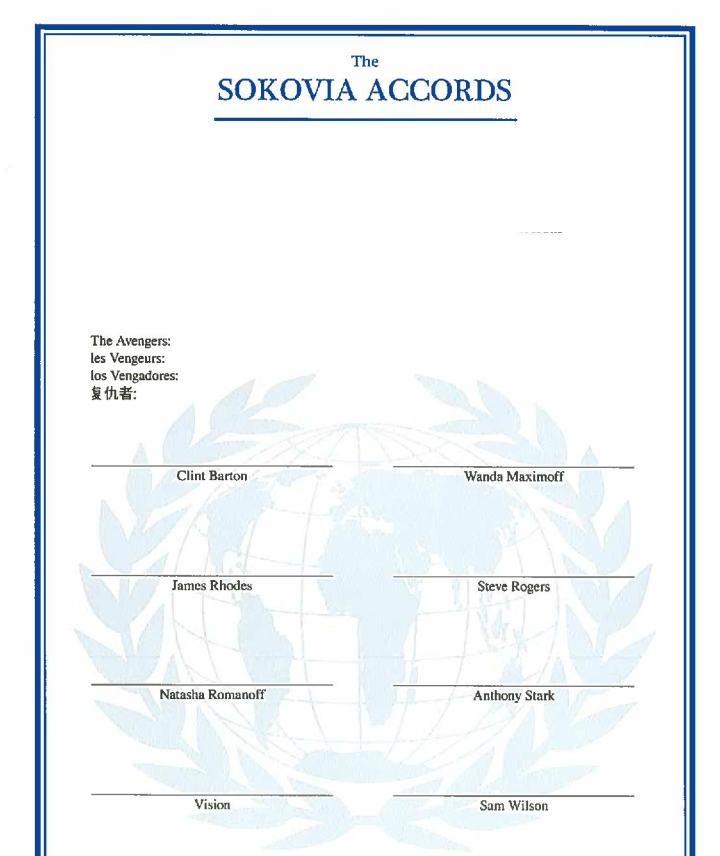 The
SOKOVIA ACCORDS
The Avengers:
les Vengeurs:
los Vengadores:
复仇者:
Clint Barton
Wanda Maximoff
James Rhodes
Steve Rogers
Natasha Romanoff
Anthony Stark
Vision
Sam Wilson